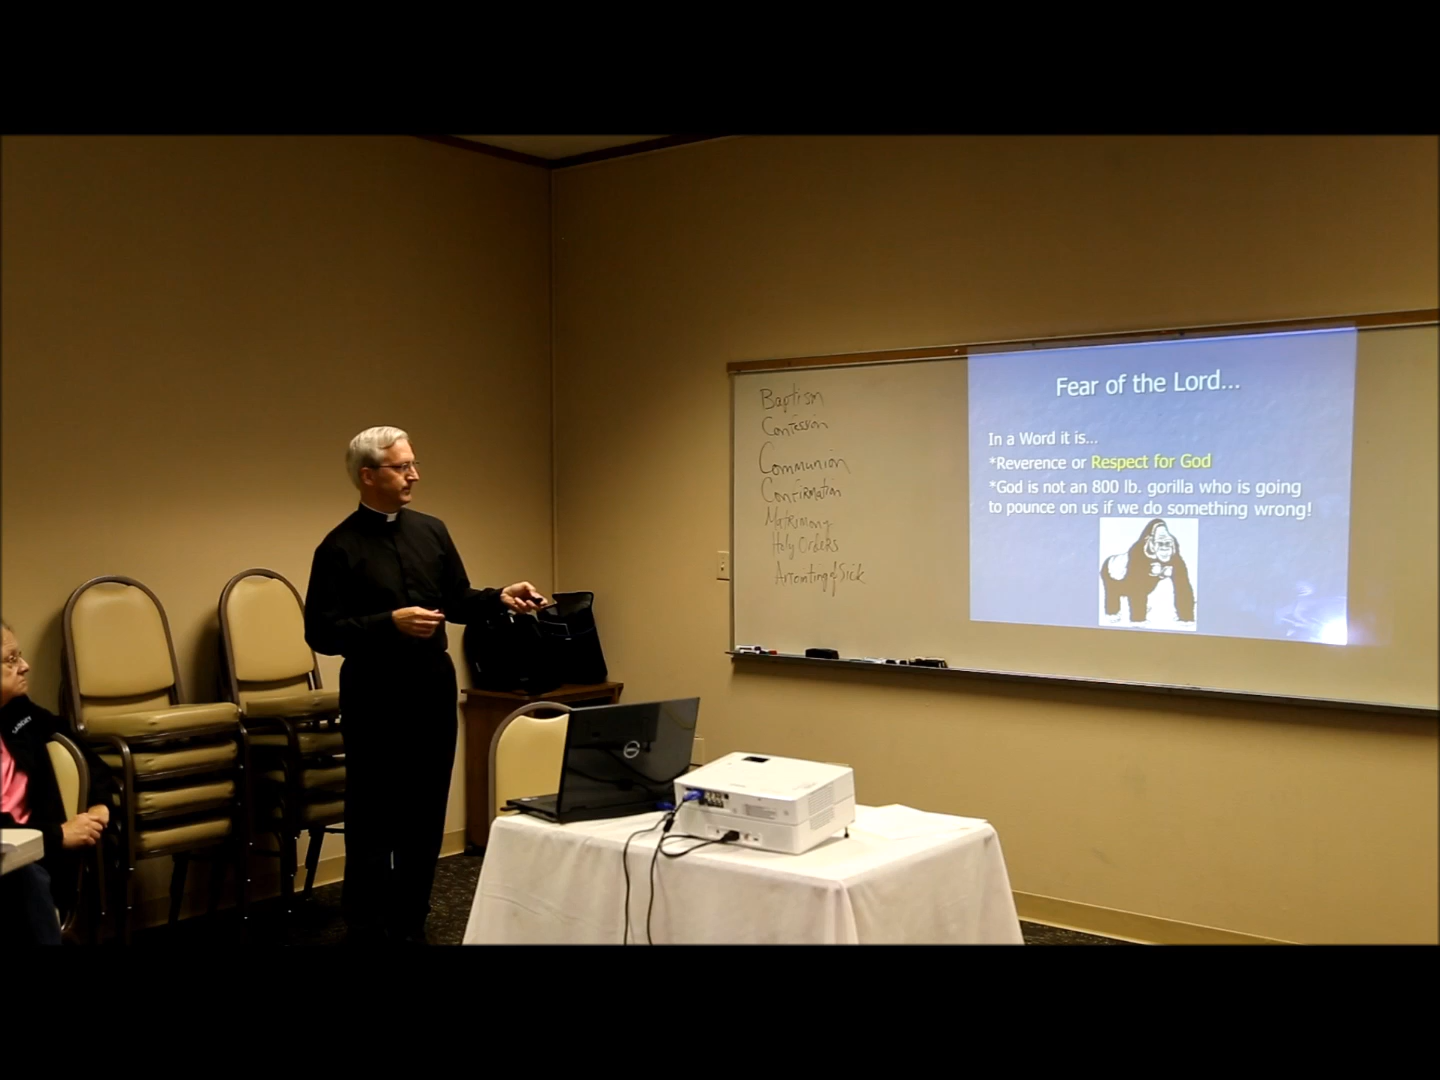 Baptism
Confession
Communion
Confirmation
Matrimony
Holy Orders
Annointing of Sick
Fear of the Lord...
In a Word it is...
*Reverence or Respect for God
*God is not an 800 lb. gorilla who is going
to pounce on us if we do something wrong!
DELL